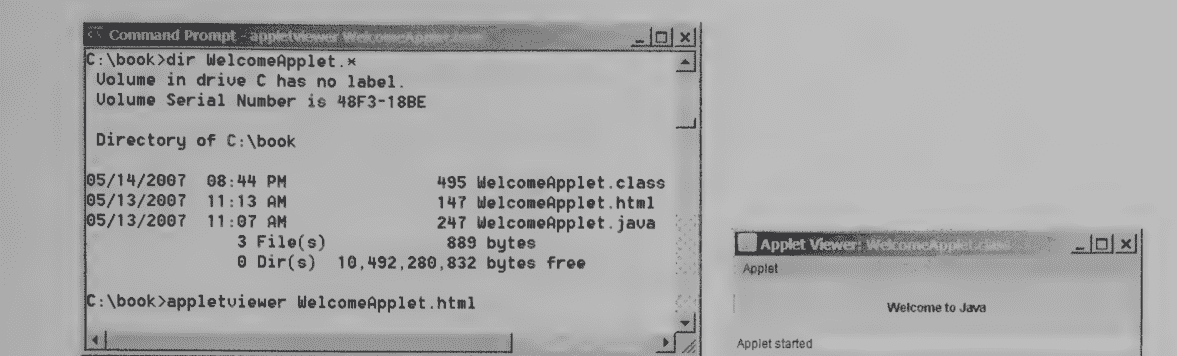 Command Prompt - appletviewer WelcomeApplet.html
C:\book>dir WelcomeApplet.*
Volume in drive C has no label.
Volume Serial Number is 48F3-18BE
Directory of C:\book
05/14/2007 08:44 PM 495 WelcomeApplet.class
05/13/2007 11:13 AM 147 WelcomeApplet.html
05/13/2007 11:07 AM 247 WelcomeApplet.java
3 File(s) 889 bytes
0 Dir(s) 10,492,280,832 bytes free
C:\book>appletviewer WelcomeApplet.html
Applet Viewer: WelcomeApplet.class
Applet
Welcome to Java
Applet started